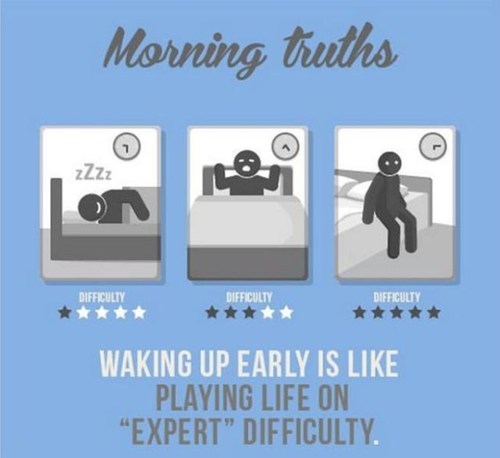 Morning truths
zZzz
DIFFICULTY
DIFFICULTY
DIFFICULTY
WAKING UP EARLY IS LIKE
PLAYING LIFE ON
“EXPERT” DIFFICULTY.